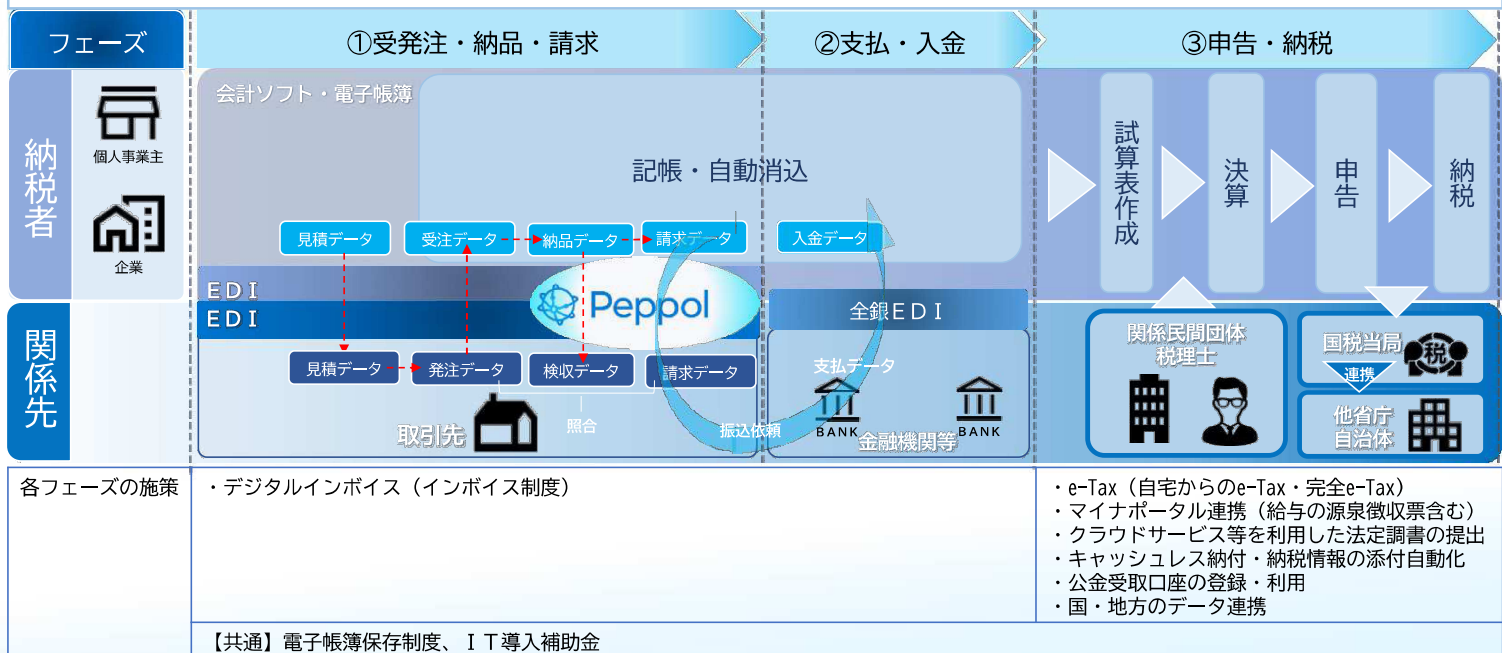 フェーズ
①受発注・納品・請求
②支払・入金
③申告・納税
納税者
個人事業主
企業
会計ソフト・電子帳簿
記帳・自動消込
見積データ
受注データ
納品データ
請求データ
入金データ
試算表作成
決算
申告
納税
ＥＤＩ
ＥＤＩ
Peppol
全銀ＥＤＩ
関係先
見積データ
発注データ
検収データ
請求データ
照合
取引先
振込依頼
支払データ
BANK
BANK
金融機関等
関係民間団体
税理士
国税当局
税
連携
他省庁
自治体
各フェーズの施策
・デジタルインボイス（インボイス制度）
・e-Tax（自宅からのe-Tax・完全e-Tax）
・マイナポータル連携（給与の源泉徴収票含む）
・クラウドサービス等を利用した法定調書の提出
・キャッシュレス納付・納税情報の添付自動化
・公金受取口座の登録・利用
・国・地方のデータ連携
【共通】電子帳簿保存制度、ＩＴ導入補助金